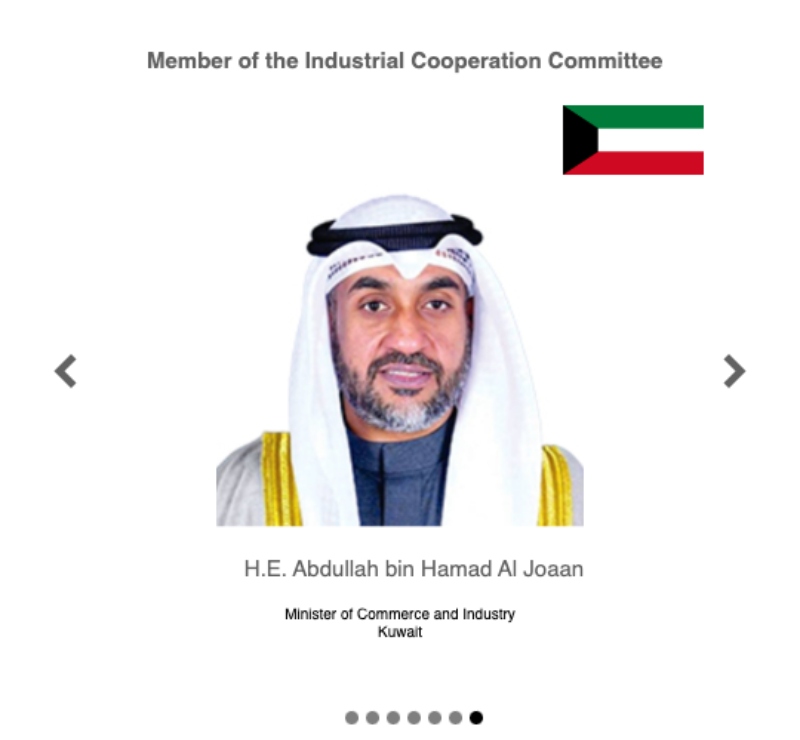 Member of the Industrial Cooperation Committee
H.E. Abdullah bin Hamad Al Joaan
Minister of Commerce and Industry
Kuwait